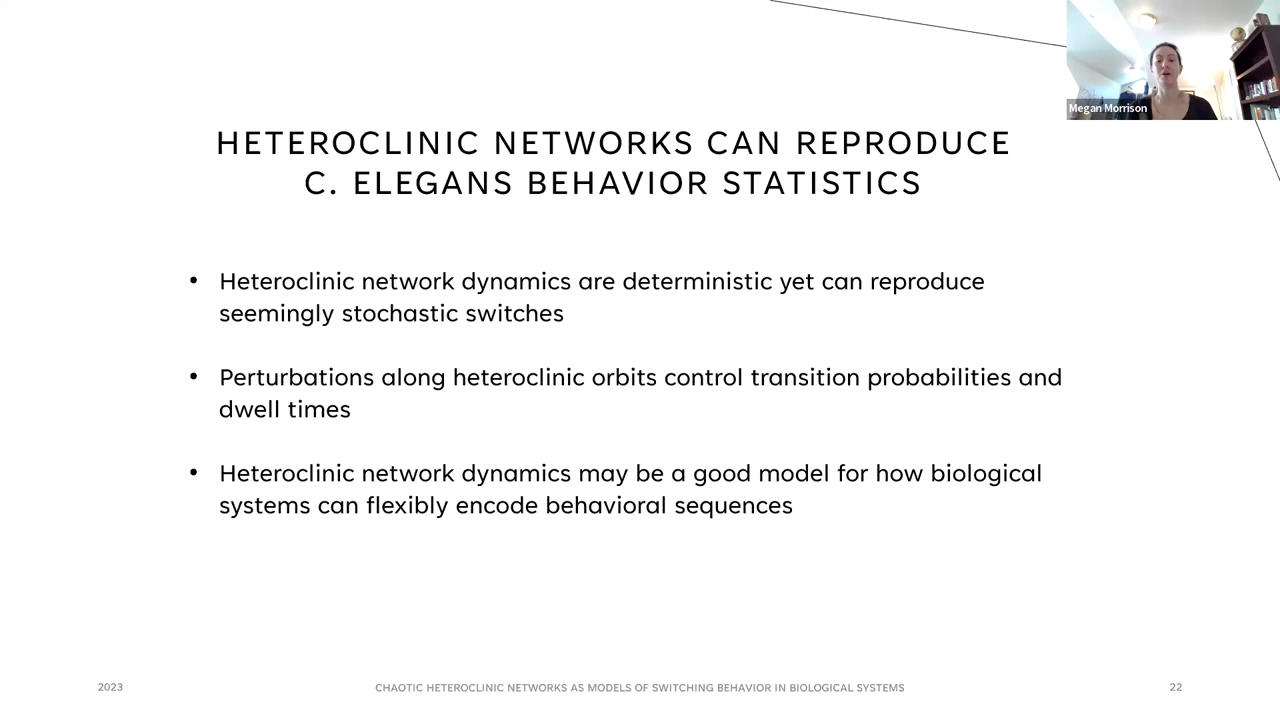 Megan Morrison
HETEROCLINIC NETWORKS CAN REPRODUCE
C. ELEGANS BEHAVIOR STATISTICS
• Heteroclinic network dynamics are deterministic yet can reproduce
seemingly stochastic switches
• Perturbations along heteroclinic orbits control transition probabilities and
dwell times
• Heteroclinic network dynamics may be a good model for how biological
systems can flexibly encode behavioral sequences
2023
CHAOTIC HETEROCLINIC NETWORKS AS MODELS OF SWITCHING BEHAVIOR IN BIOLOGICAL SYSTEMS
22